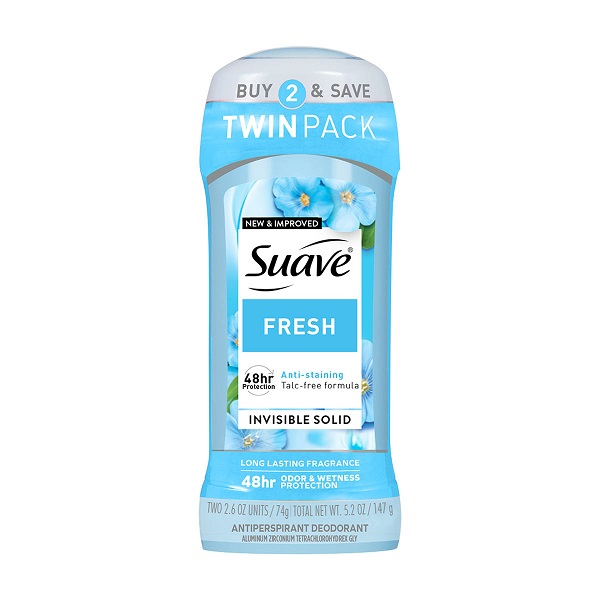 BUY 2 & SAVE
TWIN PACK
NEW & IMPROVED
Suave®
FRESH
48hr
Protection
Anti-staining
Talc-free formula
INVISIBLE SOLID
LONG LASTING FRAGRANCE
48hr ODOR & WETNESS
PROTECTION
TWO 2.6 OZ UNITS / 74g | TOTAL NET WT. 5.2 OZ / 147 g
ANTIPERSPIRANT DEODORANT
ALUMINUM ZIRCONIUM TETRACHLOROHYDREX GLY